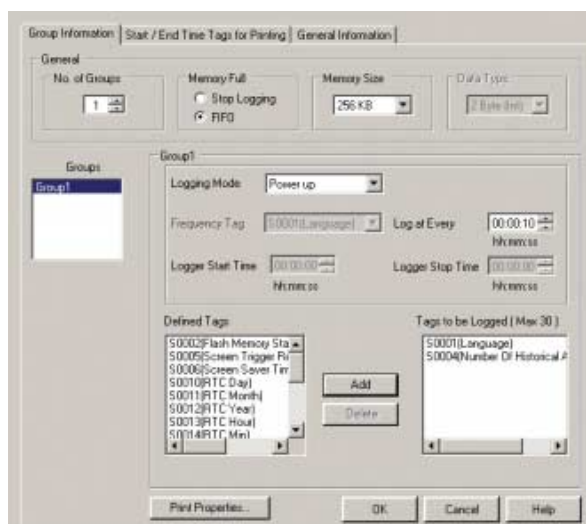 Group Information Start / End Time Tags for Printing General Information
General
No. of Groups
1
Memory Full
Stop Logging
FIFO
Memory Size
256 KB
Data Type
2 Byte (Int)
Groups
Group1
Group1
Logging Mode Power up
Frequency Tag S0001(Language) Log at Every 00:00:10
hh:mm:ss
Logger Start Time 00:00:00 Logger Stop Time 00:00:00
hh:mm:ss hh:mm:ss
Defined Tags
S0002(Flash Memory Sta
S0005(Screen Trigger Re
S0006(Screen Saver Tim
S0010(RTC Day)
S0011(RTC Month)
S0012(RTC Year)
S0013(RTC Hour)
S0014(RTC Min)
Add
Delete
Tags to be Logged ( Max 30 )
S0001(Language)
S0004(Number Of Historical A
Print Properties... OK Cancel Help